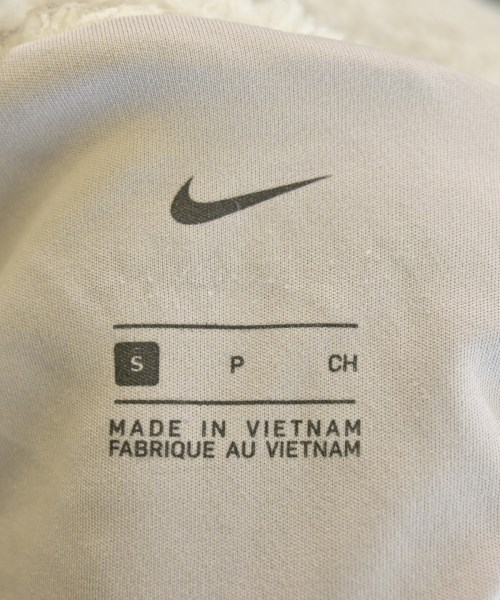 S P CH
MADE IN VIETNAM
FABRIQUE AU VIETNAM